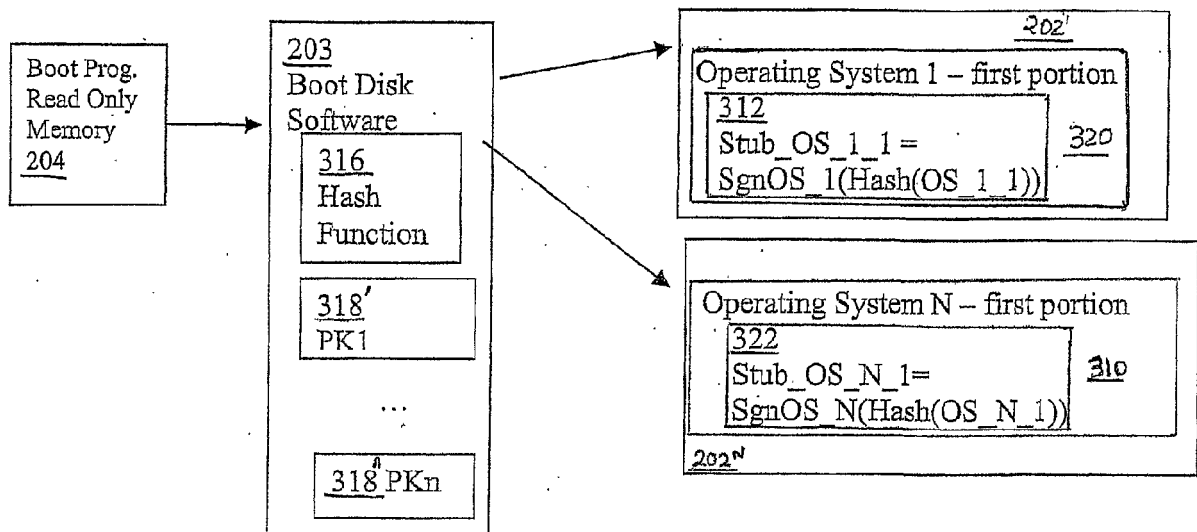 Boot Prog.
Read Only
Memory
204
203
Boot Disk
Software
316
Hash
Function
318'
PK1
...
318ⁿ PKn
202'
Operating System 1 – first portion
312
Stub_OS_1_1 =
SgnOS_1(Hash(OS_1_1))
320
Operating System N – first portion
322
Stub_OS_N_1=
SgnOS_N(Hash(OS_N_1))
310
202ᴺ